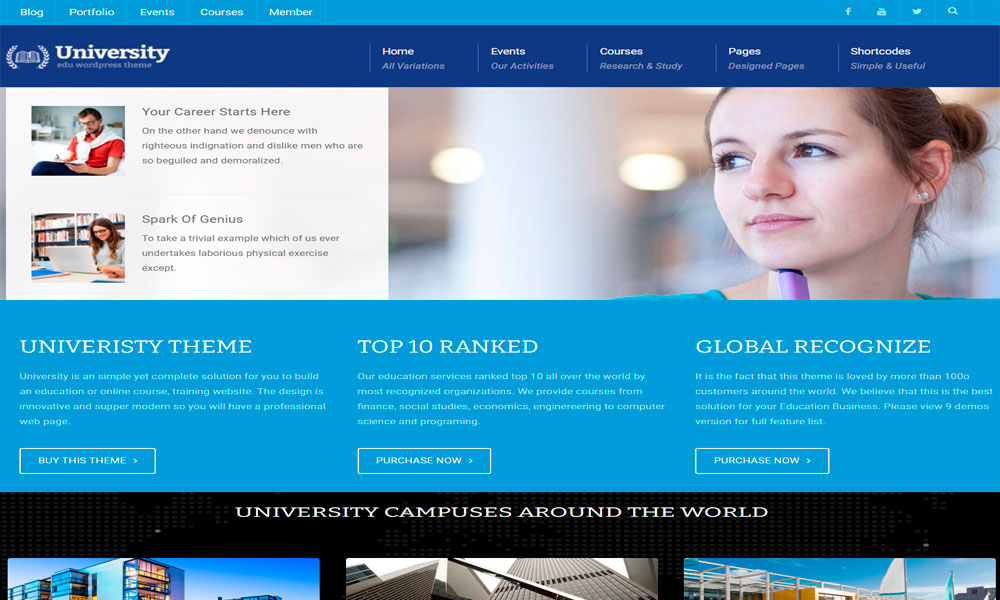 Blog Portfolio Events Courses Member
University
edu wordpress theme
Home Events Courses Pages Shortcodes
All Variations Our Activities Research & Study Designed Pages Simple & Useful
Your Career Starts Here
On the other hand we denounce with
righteous indignation and dislike men who are
so beguiled and demoralized.
Spark Of Genius
To take a trivial example which of us ever
undertakes laborious physical exercise
except.
UNIVERISTY THEME
University is an simple yet complete solution for you to build
an education or online course, training website. The design is
innovative and supper modern so you will have a professional
web page.
BUY THIS THEME >
TOP 10 RANKED
Our education services ranked top 10 all over the world by
most recognized organizations. We provide courses from
finance, social studies, economics, enginereering to computer
science and programing.
PURCHASE NOW >
GLOBAL RECOGNIZE
It is the fact that this theme is loved by more than 100o
customers around the world. We believe that this is the best
solution for your Education Business. Please view 9 demos
version for full feature list.
PURCHASE NOW >
UNIVERSITY CAMPUSES AROUND THE WORLD